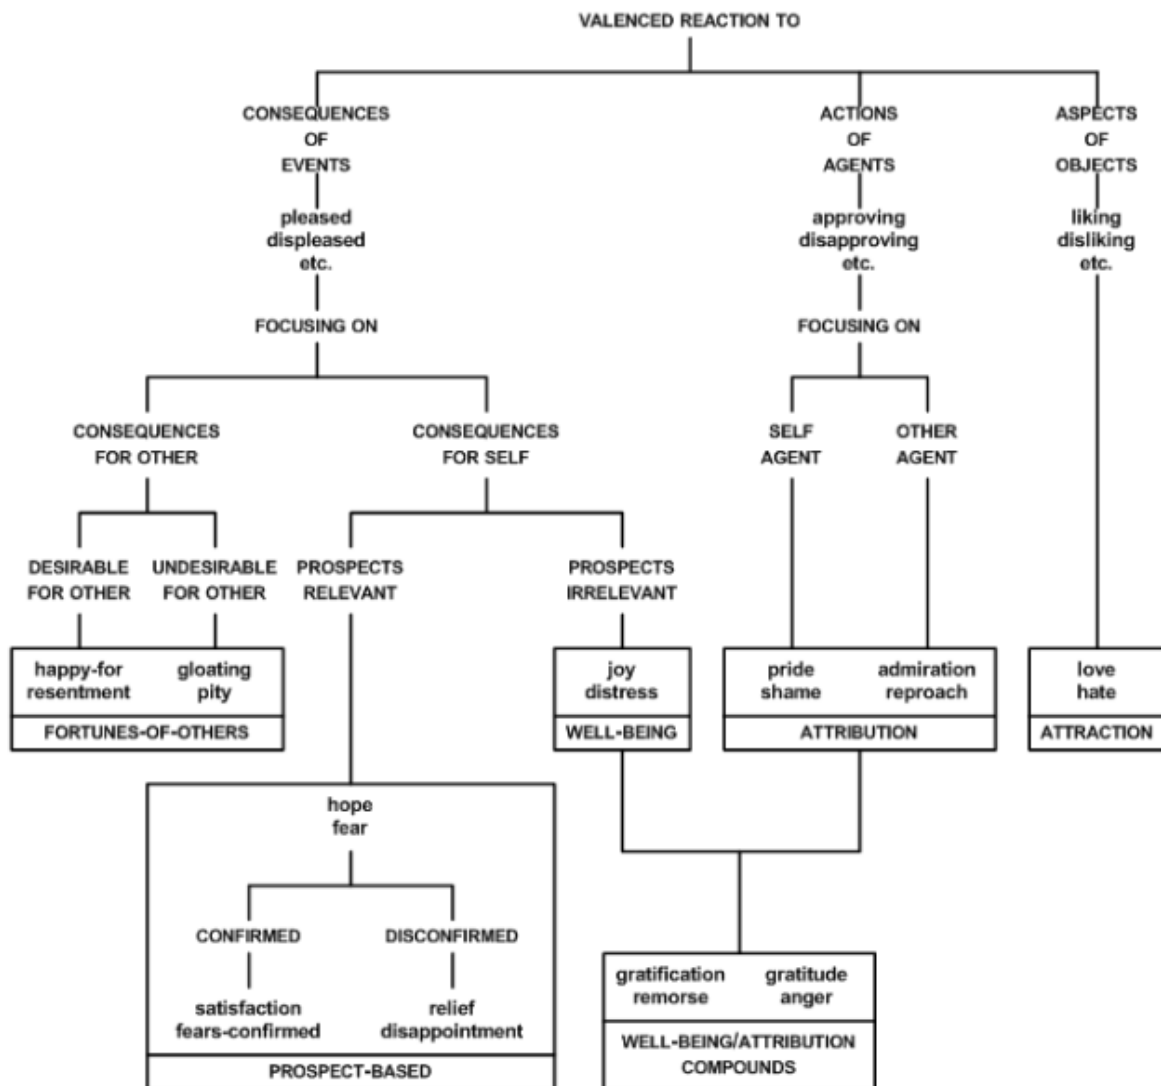 VALENCED REACTION TO
CONSEQUENCES
OF
EVENTS
ACTIONS
OF
AGENTS
ASPECTS
OF
OBJECTS
pleased
displeased
etc.
approving
disapproving
etc.
liking
disliking
etc.
FOCUSING ON
FOCUSING ON
CONSEQUENCES
FOR OTHER
CONSEQUENCES
FOR SELF
SELF
AGENT
OTHER
AGENT
DESIRABLE
FOR OTHER
UNDESIRABLE
FOR OTHER
PROSPECTS
RELEVANT
PROSPECTS
IRRELEVANT
happy-for
resentment
gloating
pity
FORTUNES-OF-OTHERS
joy
distress
WELL-BEING
pride
shame
admiration
reproach
ATTRIBUTION
love
hate
ATTRACTION
hope
fear
CONFIRMED
DISCONFIRMED
satisfaction
fears-confirmed
relief
disappointment
PROSPECT-BASED
gratification
remorse
gratitude
anger
WELL-BEING/ATTRIBUTION
COMPOUNDS